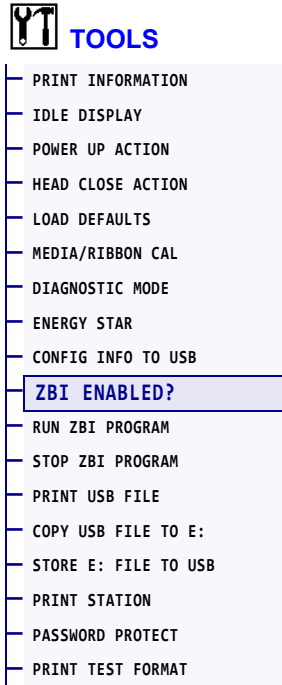 TOOLS
PRINT INFORMATION
IDLE DISPLAY
POWER UP ACTION
HEAD CLOSE ACTION
LOAD DEFAULTS
MEDIA/RIBBON CAL
DIAGNOSTIC MODE
ENERGY STAR
CONFIG INFO TO USB
ZBI ENABLED?
RUN ZBI PROGRAM
STOP ZBI PROGRAM
PRINT USB FILE
COPY USB FILE TO E:
STORE E: FILE TO USB
PRINT STATION
PASSWORD PROTECT
PRINT TEST FORMAT